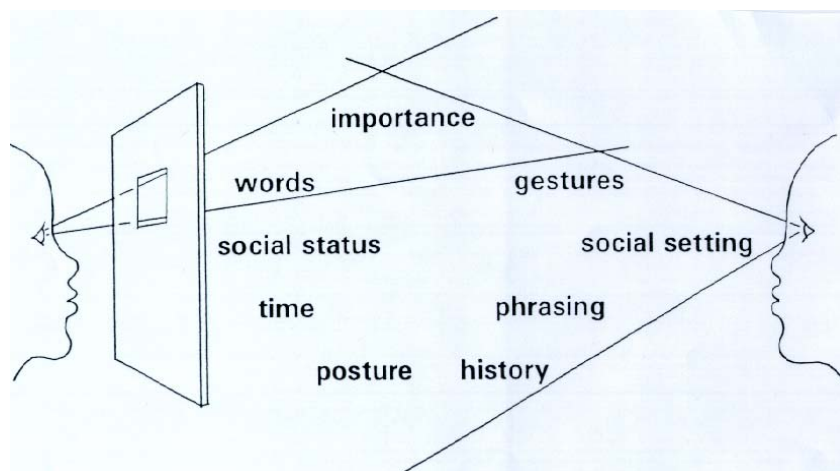 importance
words gestures
social status social setting
time phrasing
posture history